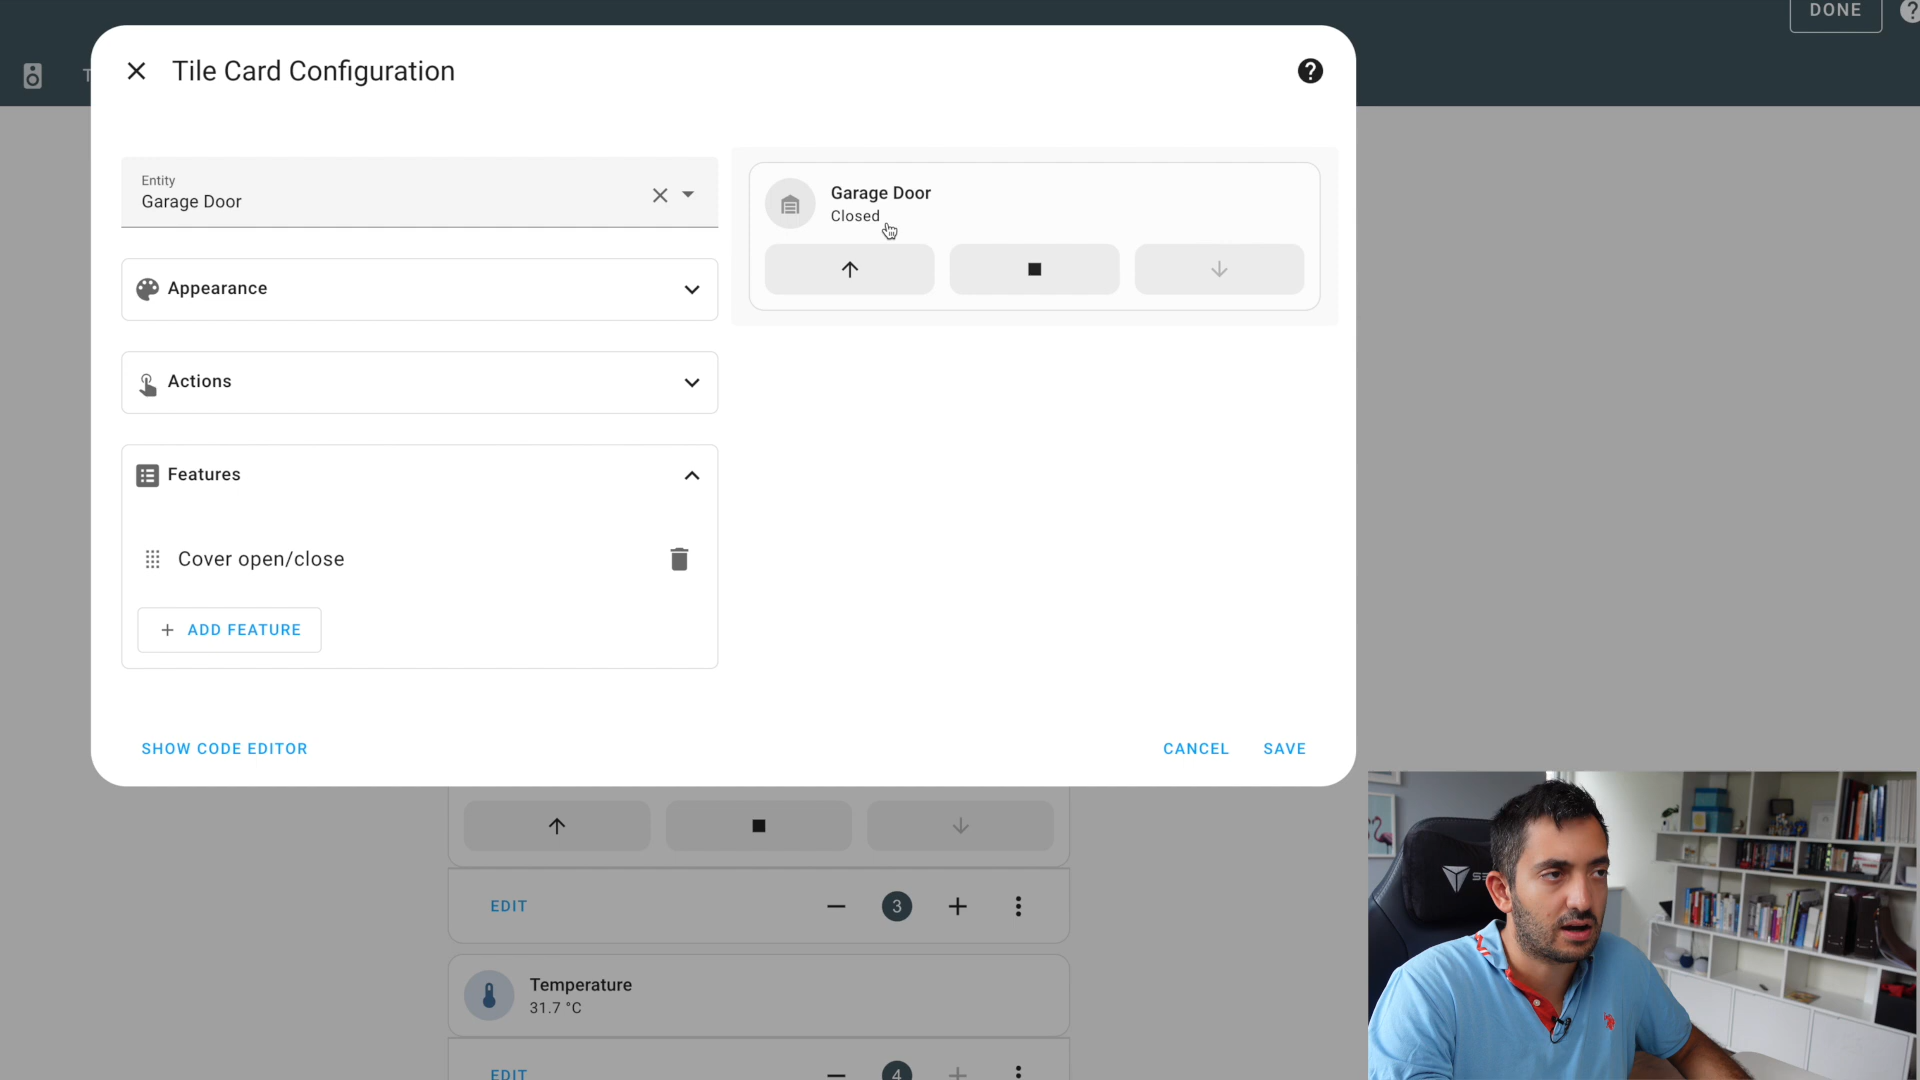 DONE
?
T
Tile Card Configuration
?
Entity
Garage Door
Garage Door
Closed
Appearance
Actions
Features
Cover open/close
ADD FEATURE
SHOW CODE EDITOR
CANCEL
SAVE
EDIT
3
Temperature
31.7 °C
EDIT
4